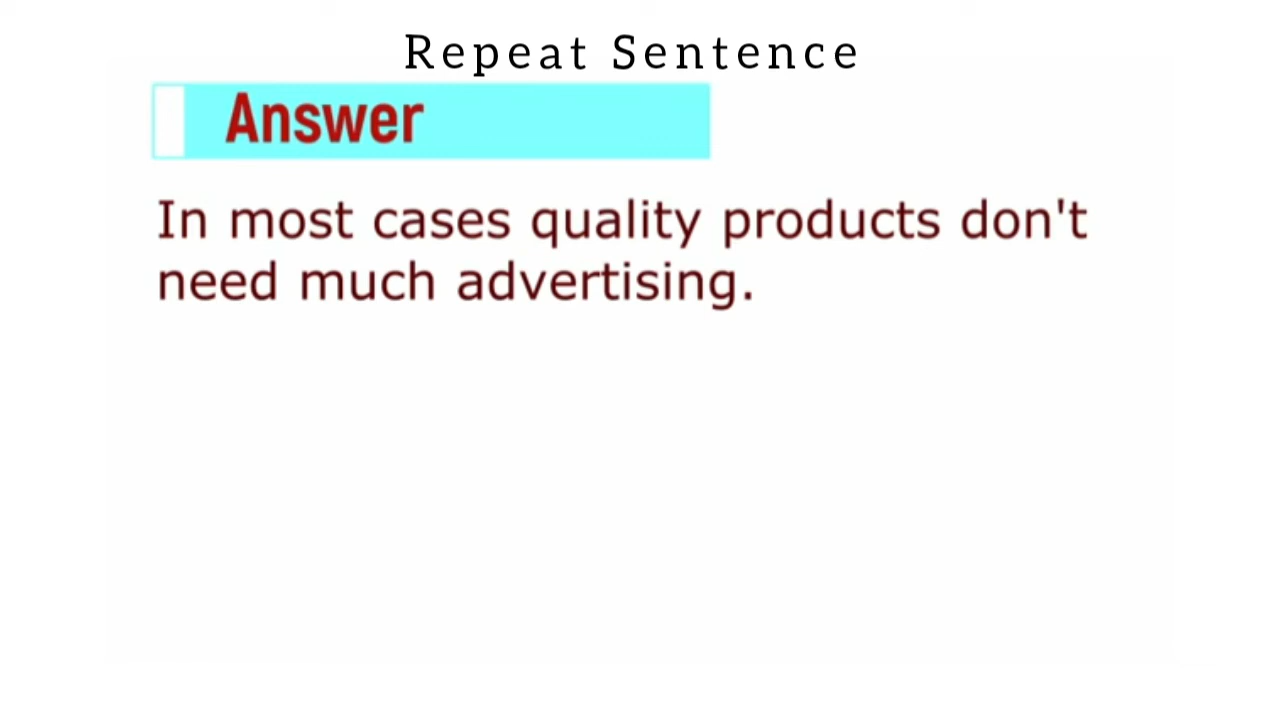 Repeat Sentence
Answer
In most cases quality products don't
need much advertising.